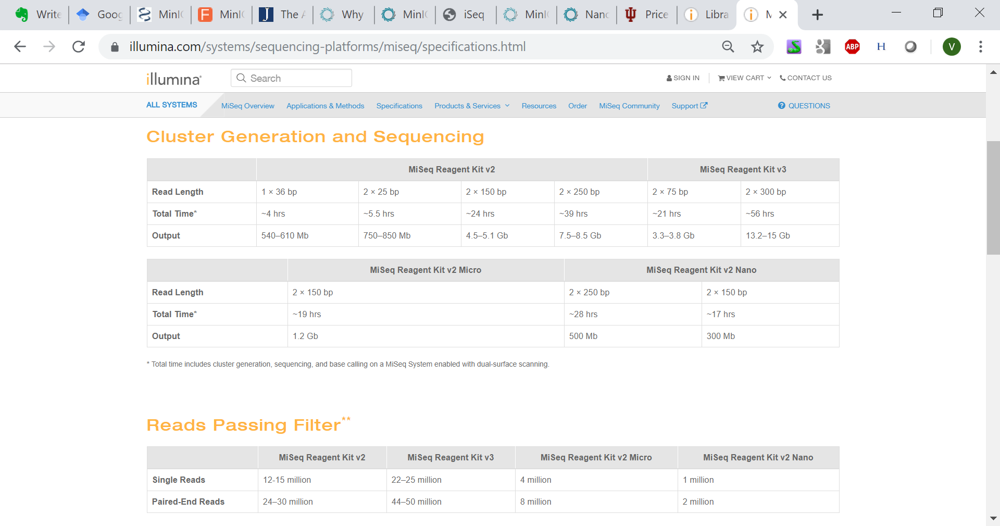 Write Goog MinI MinI The Why MinI iSeq MinI Nano Price Libra
illumina.com/systems/sequencing-platforms/miseq/specifications.html ABP H V
illumina Search SIGN IN VIEW CART CONTACT US
ALL SYSTEMS MiSeq Overview Applications & Methods Specifications Products & Services Resources Order MiSeq Community Support ? QUESTIONS
Cluster Generation and Sequencing
MiSeq Reagent Kit v2 MiSeq Reagent Kit v3
Read Length 1 × 36 bp 2 × 25 bp 2 × 150 bp 2 × 250 bp 2 × 75 bp 2 × 300 bp
Total Time* ~4 hrs ~5.5 hrs ~24 hrs ~39 hrs ~21 hrs ~56 hrs
Output 540–610 Mb 750–850 Mb 4.5–5.1 Gb 7.5–8.5 Gb 3.3–3.8 Gb 13.2–15 Gb
MiSeq Reagent Kit v2 Micro MiSeq Reagent Kit v2 Nano
Read Length 2 × 150 bp 2 × 250 bp 2 × 150 bp
Total Time* ~19 hrs ~28 hrs ~17 hrs
Output 1.2 Gb 500 Mb 300 Mb
* Total time includes cluster generation, sequencing, and base calling on a MiSeq System enabled with dual-surface scanning.
Reads Passing Filter**
MiSeq Reagent Kit v2 MiSeq Reagent Kit v3 MiSeq Reagent Kit v2 Micro MiSeq Reagent Kit v2 Nano
Single Reads 12-15 million 22–25 million 4 million 1 million
Paired-End Reads 24–30 million 44–50 million 8 million 2 million